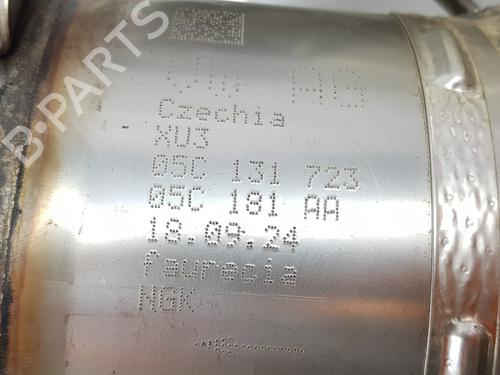 VW AG
Czechia
XU3
05C 131 723
05C 181 AA
18.09.24
faurecia
NGK
B-PARTS